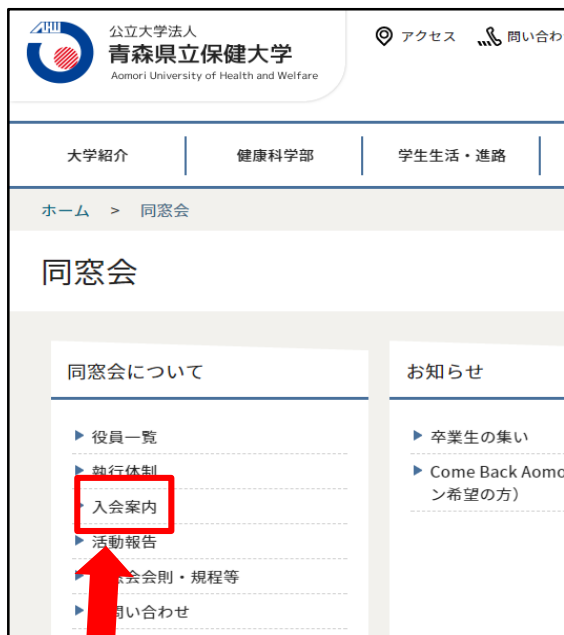 AUHW
公立大学法人
青森県立保健大学
Aomori University of Health and Welfare
アクセス
問い合わ
大学紹介
健康科学部
学生生活・進路
ホーム > 同窓会
同窓会
同窓会について
役員一覧
執行体制
入会案内
活動報告
会会則・規程等
問い合わせ
お知らせ
卒業生の集い
Come Back Aomo
ン希望の方）